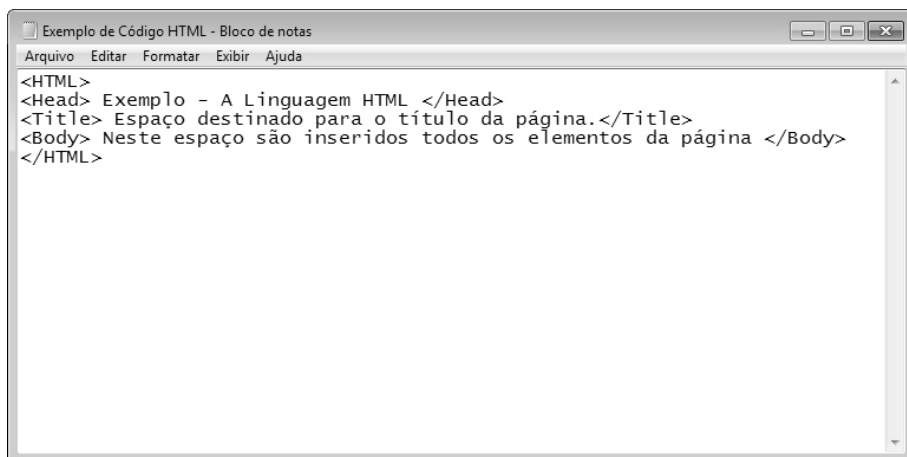 Exemplo de Código HTML - Bloco de notas
Arquivo Editar Formatar Exibir Ajuda
<HTML>
<Head> Exemplo - A Linguagem HTML </Head>
<Title> Espaço destinado para o título da página.</Title>
<Body> Neste espaço são inseridos todos os elementos da página </Body>
</HTML>